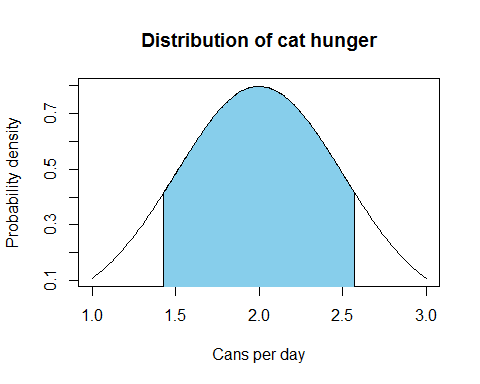 Distribution of cat hunger
Probability density
0.7
0.5
0.3
0.1
1.0 1.5 2.0 2.5 3.0
Cans per day